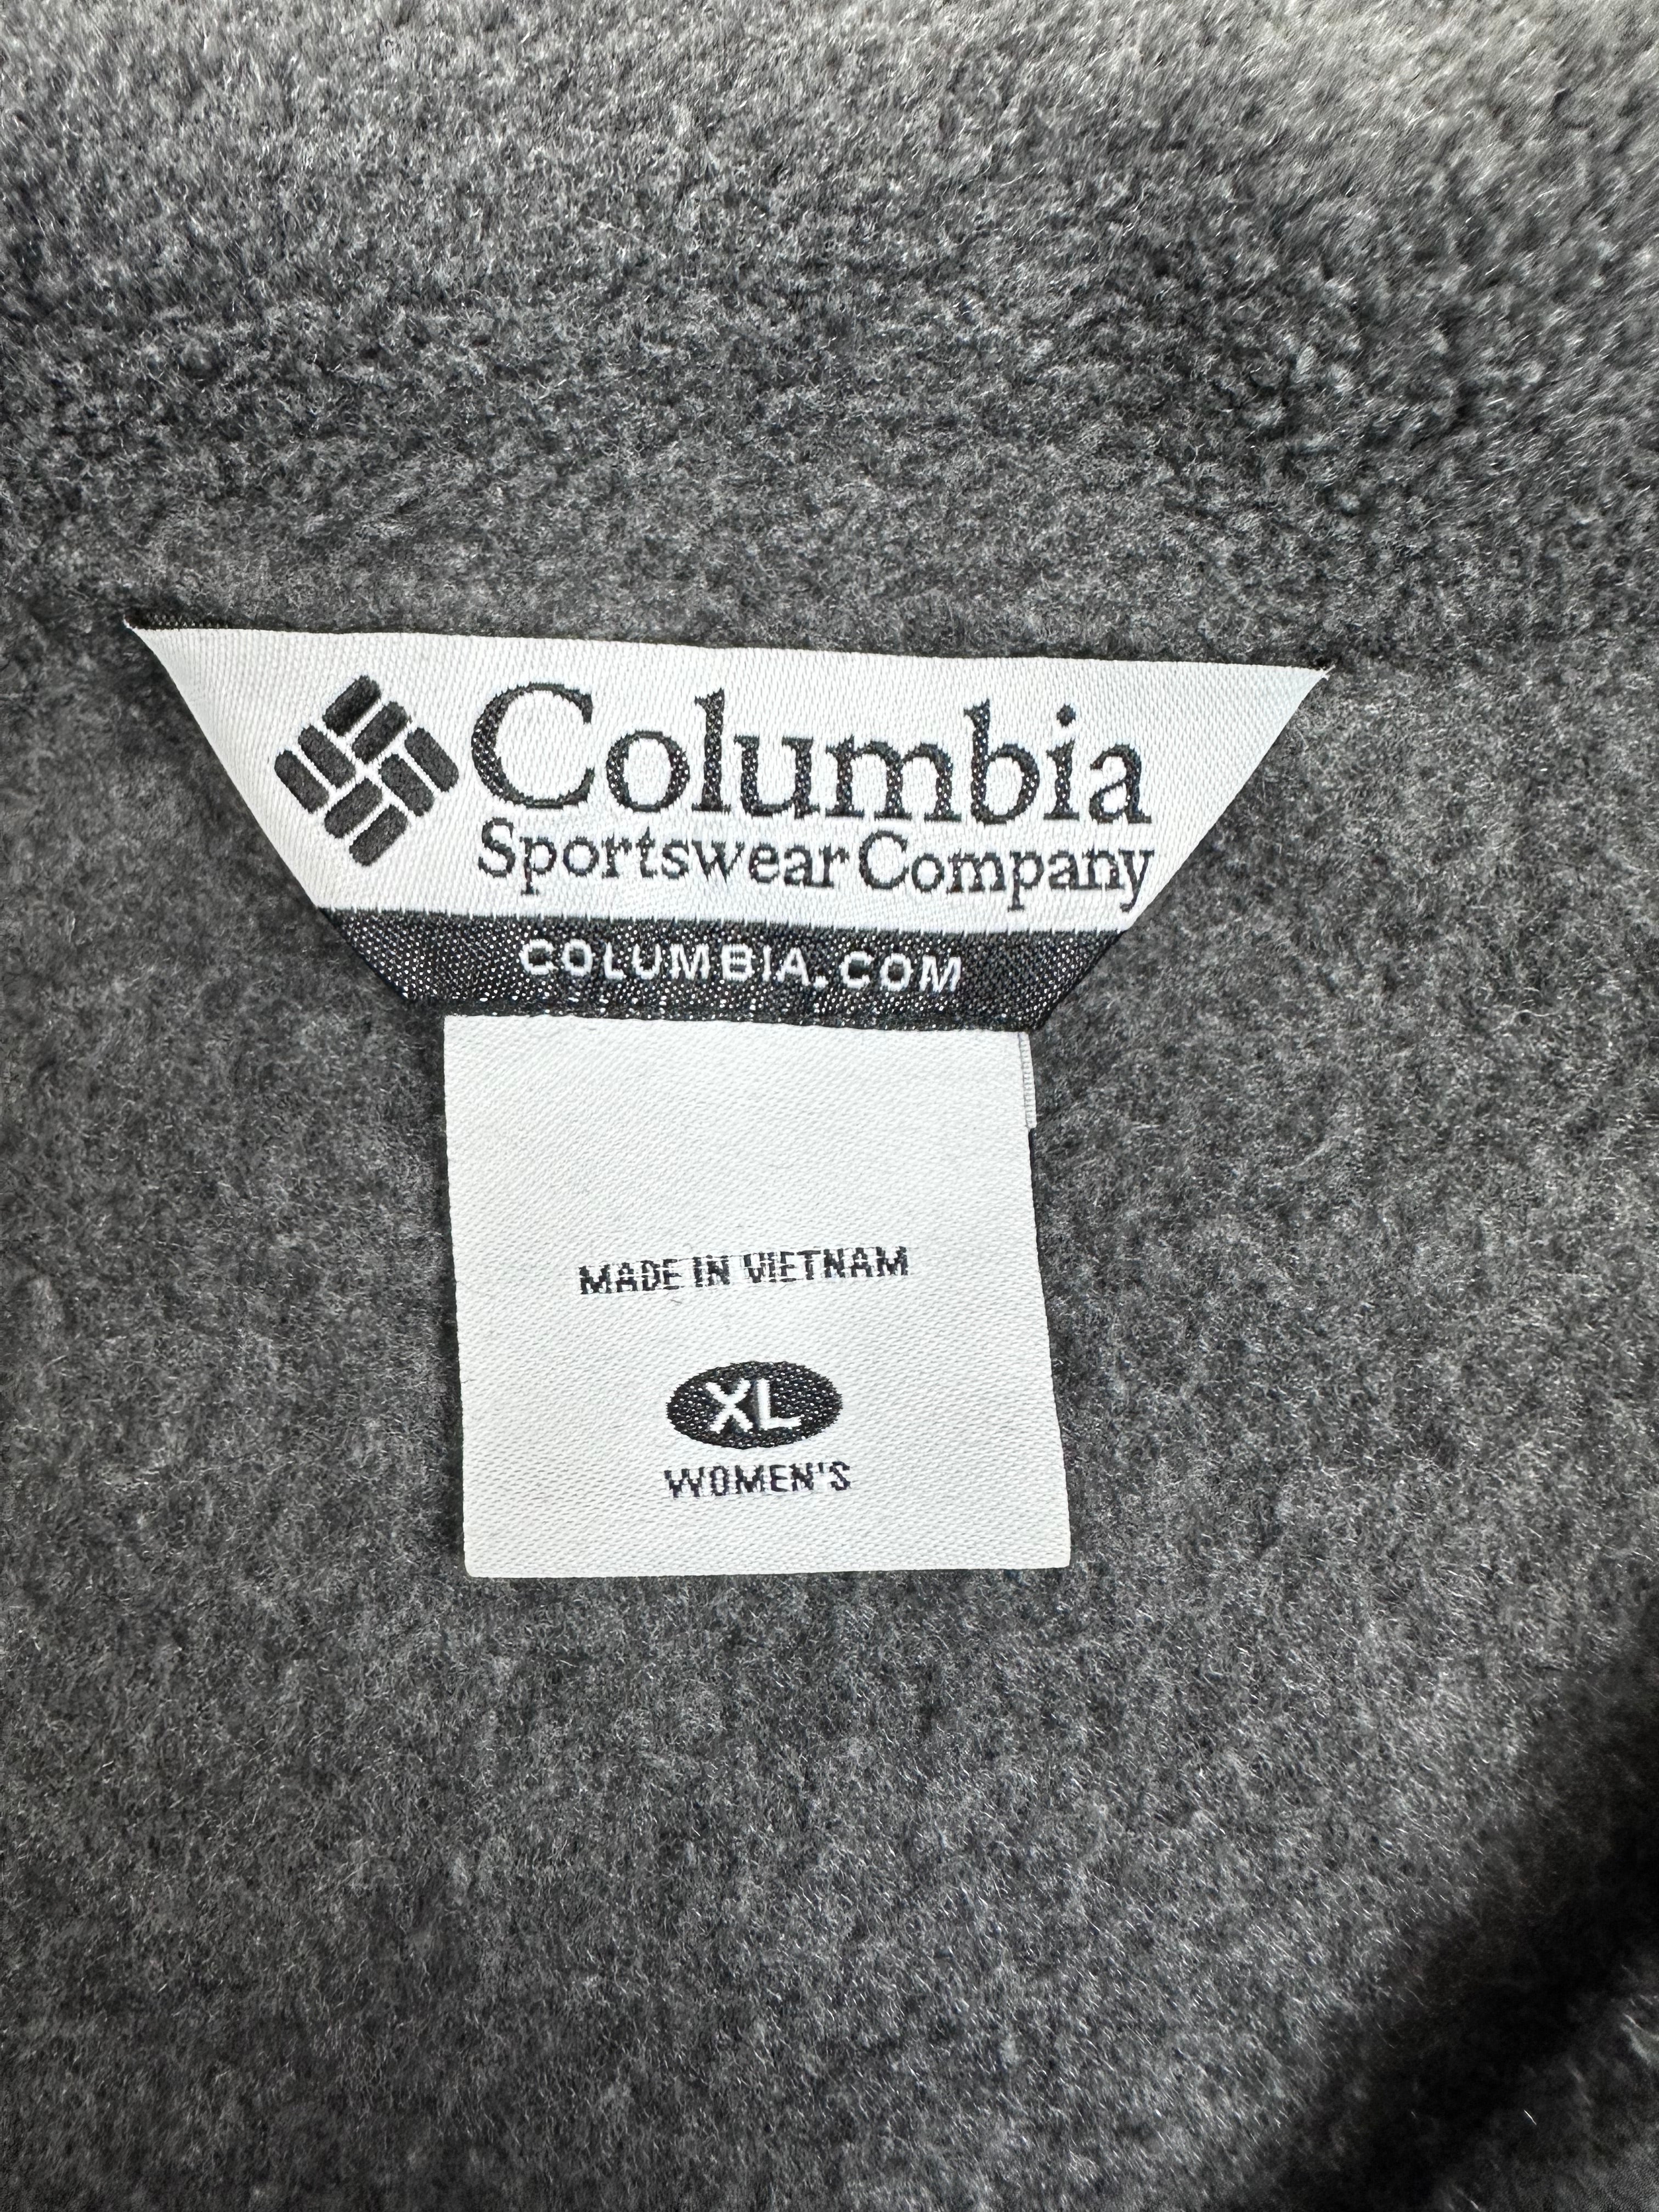 Columbia
Sportswear Company
COLUMBIA.COM
MADE IN VIETNAM
XL
WOMEN'S